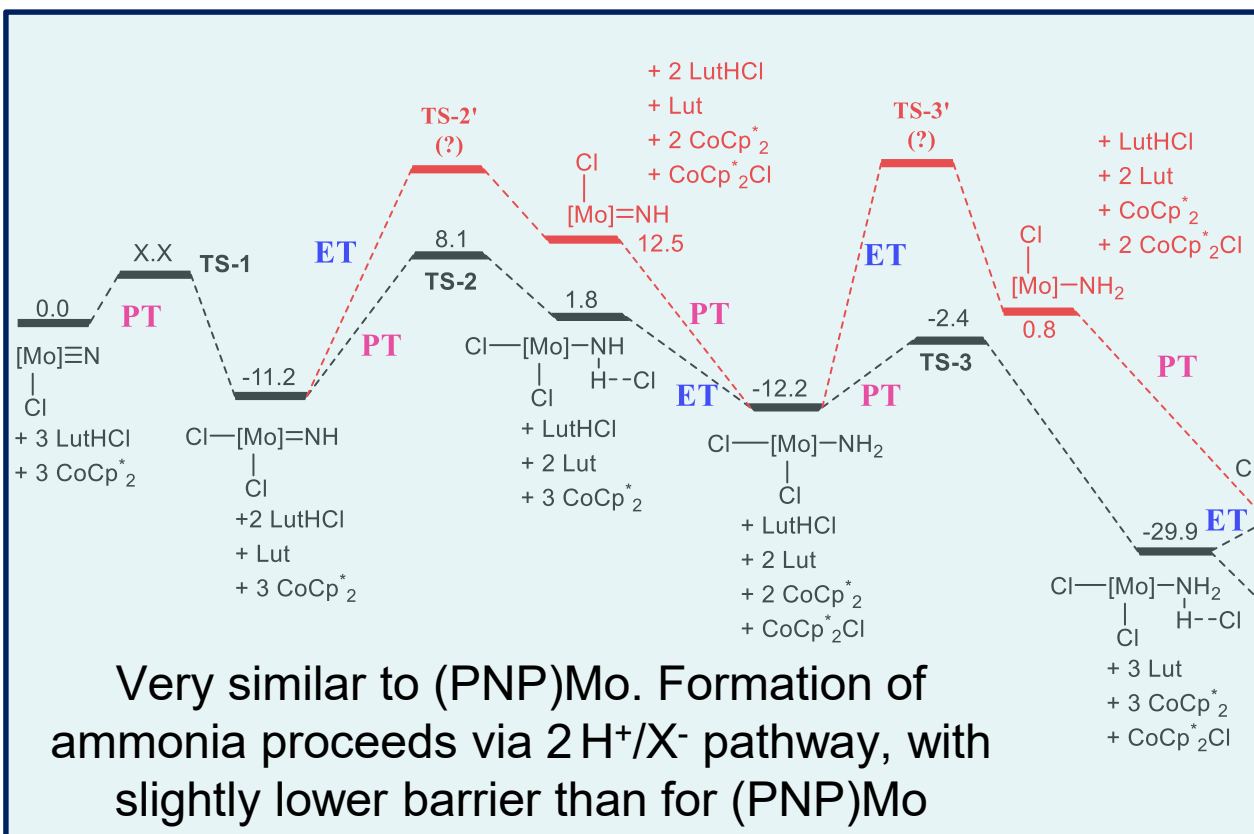 0.0
[Mo]≡N
Cl
+ 3 LutHCl
+ 3 CoCp*2
PT
X.X
TS-1
-11.2
Cl—[Mo]=NH
Cl
+2 LutHCl
+ Lut
+ 3 CoCp*2
ET
PT
TS-2'
(?)
8.1
TS-2
+ 2 LutHCl
+ Lut
+ 2 CoCp*2
+ CoCp*2Cl
Cl
[Mo]=NH
12.5
1.8
Cl—[Mo]—NH
Cl
H--Cl
+ LutHCl
+ 2 Lut
+ 3 CoCp*2
PT
ET
-12.2
Cl—[Mo]—NH2
Cl
+ LutHCl
+ 2 Lut
+ 2 CoCp*2
+ CoCp*2Cl
ET
PT
TS-3'
(?)
-2.4
TS-3
+ LutHCl
+ 2 Lut
+ CoCp*2
+ 2 CoCp*2Cl
Cl
[Mo]—NH2
0.8
PT
C
ET
-29.9
Cl—[Mo]—NH2
Cl
H--Cl
+ 3 Lut
+ 3 CoCp*2
+ CoCp*2Cl
Very similar to (PNP)Mo. Formation of
ammonia proceeds via 2 H+/X- pathway, with
slightly lower barrier than for (PNP)Mo